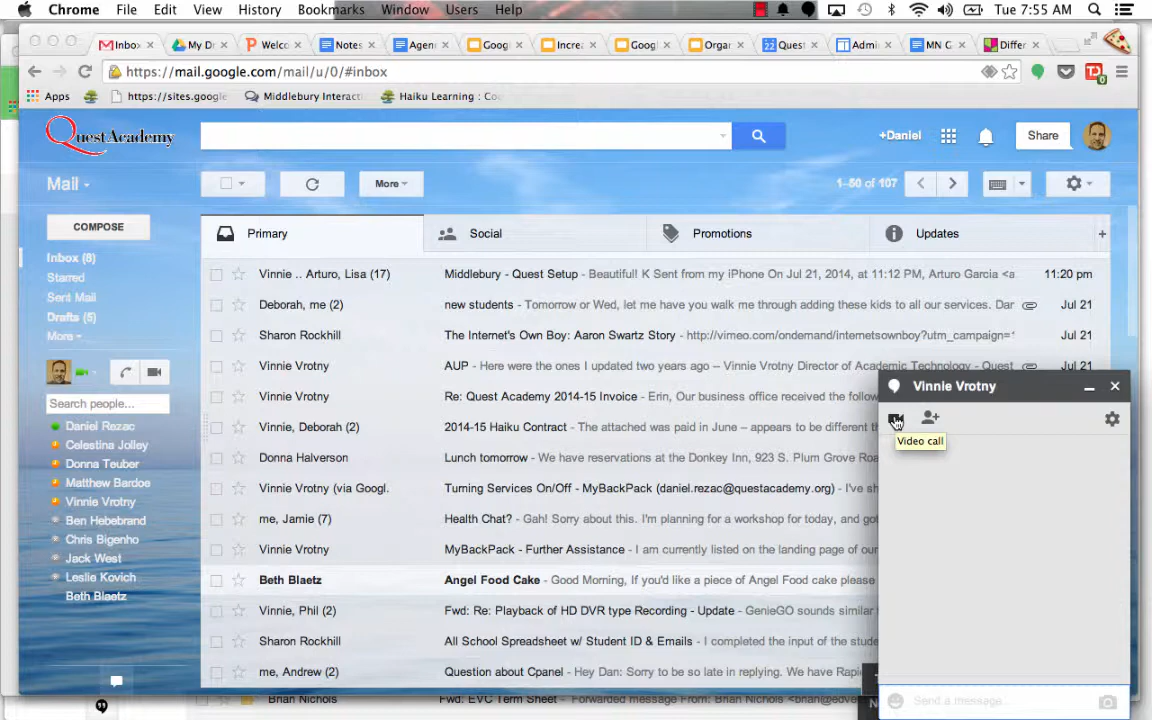 Chrome File Edit View History Bookmarks Window Users Help Tue 7:55 AM
Inbo × My D × Welco × Notes × Agen × Goog × Increa × Googl × Organ × Quest × Admin × MN C × Differ ×
https://mail.google.com/mail/u/0/#inbox
Apps https://sites.google Middlebury Interacti Haiku Learning : Co
QuestAcademy +Daniel Share
Mail More 1–50 of 107
COMPOSE Primary Social Promotions Updates +
Inbox (8)
Starred
Sent Mail
Drafts (5)
More
Search people...
Daniel Rezac
Celestina Jolley
Donna Teuber
Matthew Bardoe
Vinnie Vrotny
Ben Hebebrand
Chris Bigenho
Jack West
Leslie Kovich
Beth Blaetz
Vinnie .. Arturo, Lisa (17) Middlebury - Quest Setup - Beautiful! K Sent from my iPhone On Jul 21, 2014, at 11:12 PM, Arturo Garcia <a 11:20 pm
Deborah, me (2) new students - Tomorrow or Wed, let me have you walk me through adding these kids to all our services. Dar Jul 21
Sharon Rockhill The Internet's Own Boy: Aaron Swartz Story - http://vimeo.com/ondemand/internetsownboy?utm_campaign= Jul 21
Vinnie Vrotny AUP - Here were the ones I updated two years ago -- Vinnie Vrotny Director of Academic Technology - Quest Jul 21
Vinnie Vrotny Re: Quest Academy 2014-15 Invoice - Erin, Our business office received the follow
Vinnie, Deborah (2) 2014-15 Haiku Contract - The attached was paid in June – appears to be different th
Donna Halverson Lunch tomorrow - We have reservations at the Donkey Inn, 923 S. Plum Grove Roa
Vinnie Vrotny (via Googl. Turning Services On/Off - MyBackPack (daniel.rezac@questacademy.org) - I've sh
me, Jamie (7) Health Chat? - Gah! Sorry about this. I'm planning for a workshop for today, and got
Vinnie Vrotny MyBackPack - Further Assistance - I am currently listed on the landing page of our
Beth Blaetz Angel Food Cake - Good Morning, If you'd like a piece of Angel Food cake please
Vinnie, Phil (2) Fwd: Re: Playback of HD DVR type Recording - Update - GenieGO sounds similar
Sharon Rockhill All School Spreadsheet w/ Student ID & Emails - I completed the input of the stude
me, Andrew (2) Question about Cpanel - Hey Dan: Sorry to be so late in replying. We have Rapid
Brian Nichols Fwd: EVC Term Sheet - Forwarded message From: Brian Nichols <bnan@edve
Vinnie Vrotny
Video call
Send a message...